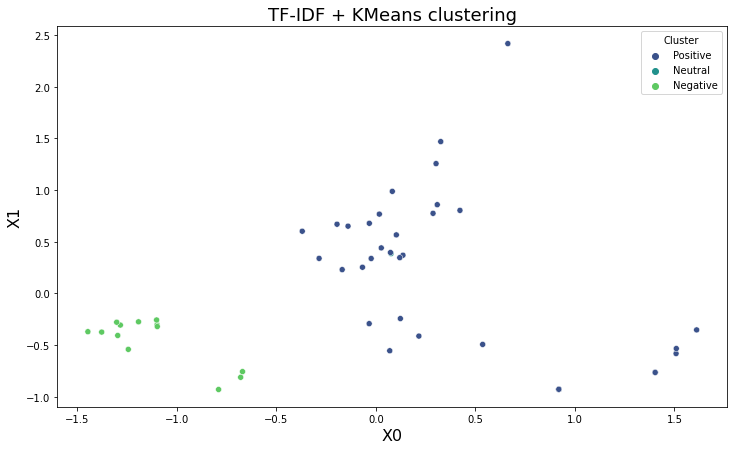 TF-IDF + KMeans clustering
Cluster
Positive
Neutral
Negative
2.5
2.0
1.5
1.0
0.5
0.0
−0.5
−1.0
X1
−1.5
−1.0
−0.5
0.0
0.5
1.0
1.5
X0